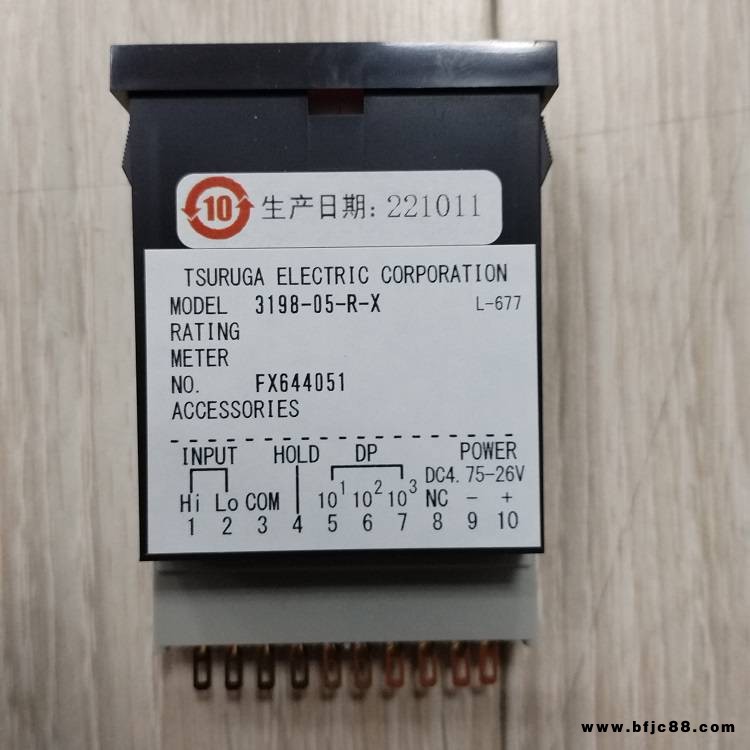 10 生产日期: 221011
TSURUGA ELECTRIC CORPORATION
MODEL 3198-05-R-X L-677
RATING
METER
NO. FX644051
ACCESSORIES
INPUT HOLD DP POWER
DC4.75-26V
Hi Lo COM 10¹ 10² 10³ NC - +
1 2 3 4 5 6 7 8 9 10
www.bfjc88.com